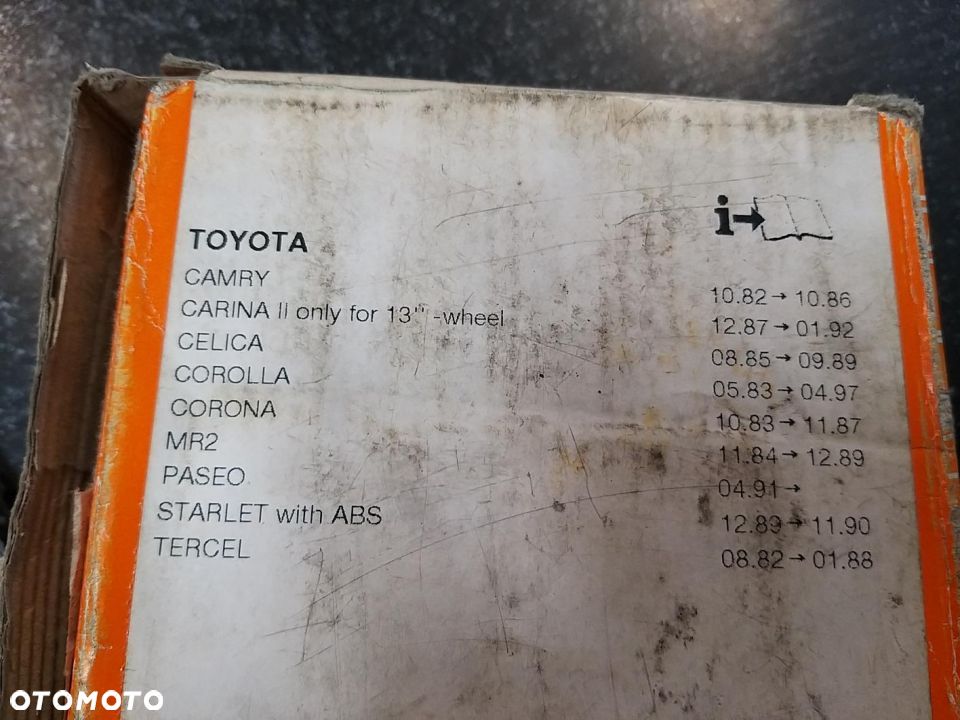 TOYOTA
CAMRY 10.82 → 10.86
CARINA II only for 13'' -wheel 12.87 → 01.92
CELICA 08.85 → 09.89
COROLLA 05.83 → 04.97
CORONA 10.83 → 11.87
MR2 11.84 → 12.89
PASEO 04.91 →
STARLET with ABS 12.89 → 11.90
TERCEL 08.82 → 01.88
OTOMOTO